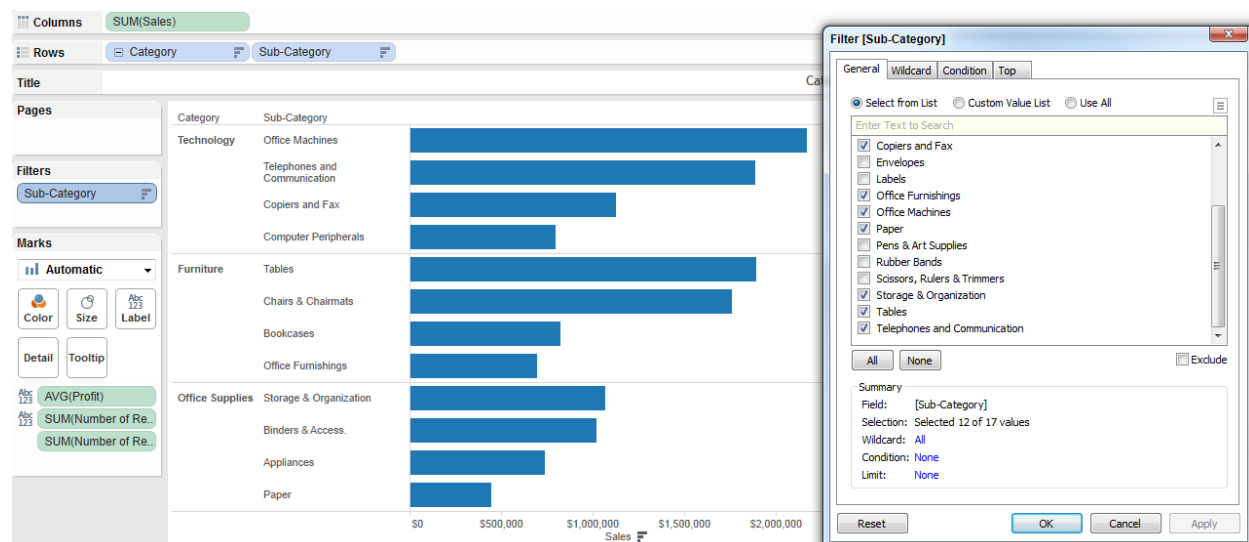 Columns SUM(Sales)
Rows Category Sub-Category
Title
Pages
Filters
Sub-Category
Marks
Automatic
Color Size Abc 123 Label
Detail Tooltip
Abc 123 AVG(Profit)
Abc 123 SUM(Number of Re..
SUM(Number of Re..
Category Sub-Category
Technology Office Machines
Telephones and
Communication
Copiers and Fax
Computer Peripherals
Furniture Tables
Chairs & Chairmats
Bookcases
Office Furnishings
Office Supplies Storage & Organization
Binders & Access.
Appliances
Paper
$0 $500,000 $1,000,000 $1,500,000 $2,000,000
Sales
Filter [Sub-Category]
General Wildcard Condition Top
Select from List Custom Value List Use All
Enter Text to Search
Copiers and Fax
Envelopes
Labels
Office Furnishings
Office Machines
Paper
Pens & Art Supplies
Rubber Bands
Scissors, Rulers & Trimmers
Storage & Organization
Tables
Telephones and Communication
All None Exclude
Summary
Field: [Sub-Category]
Selection: Selected 12 of 17 values
Wildcard: All
Condition: None
Limit: None
Reset OK Cancel Apply